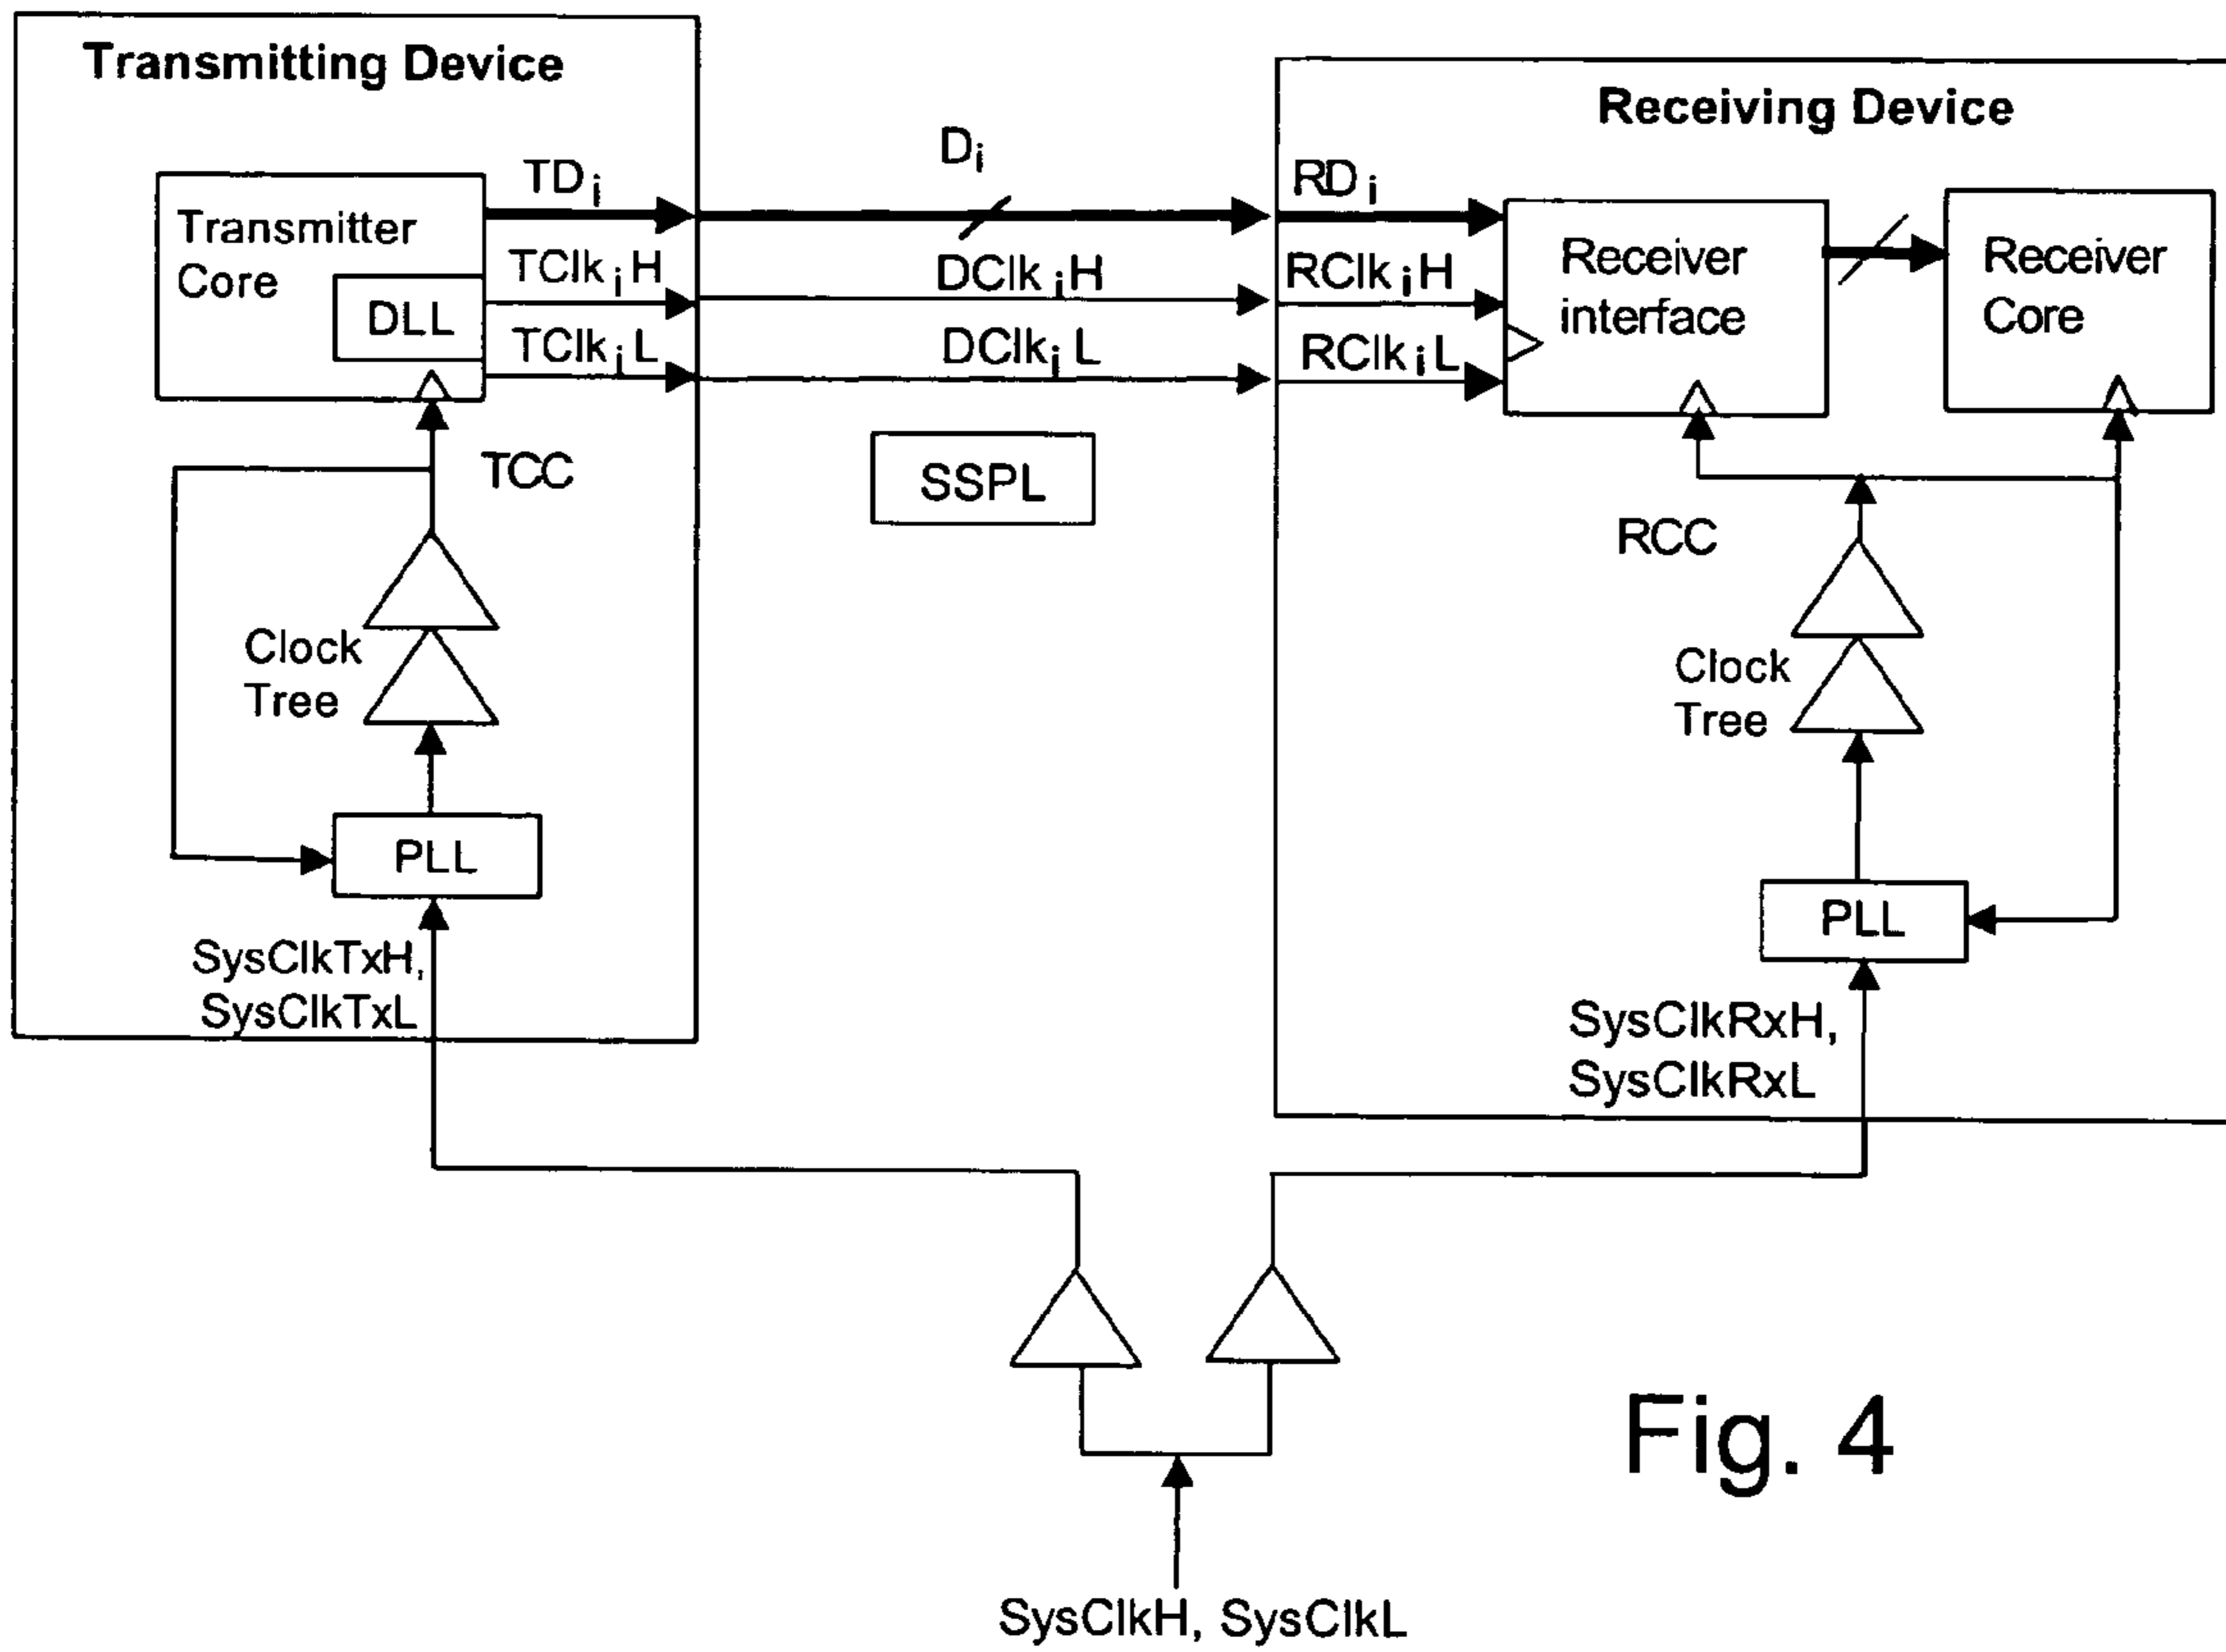 Transmitting Device
Receiving Device
Transmitter
Core
DLL
TDi
TClkiH
TClkiL
Di
DClkiH
DClkiL
RDi
RClkiH
RClkiL
Receiver
interface
Receiver
Core
TCC
SSPL
RCC
Clock
Tree
Clock
Tree
PLL
PLL
SysClkTxH,
SysClkTxL
SysClkRxH,
SysClkRxL
Fig. 4
SysClkH, SysClkL